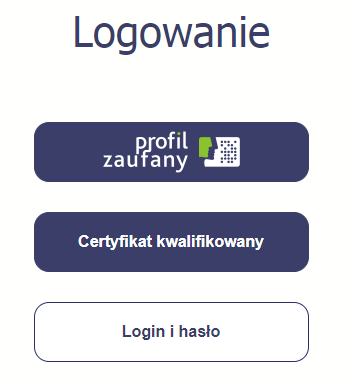 Logowanie
profil
zaufany
Certyfikat kwalifikowany
Login i hasło